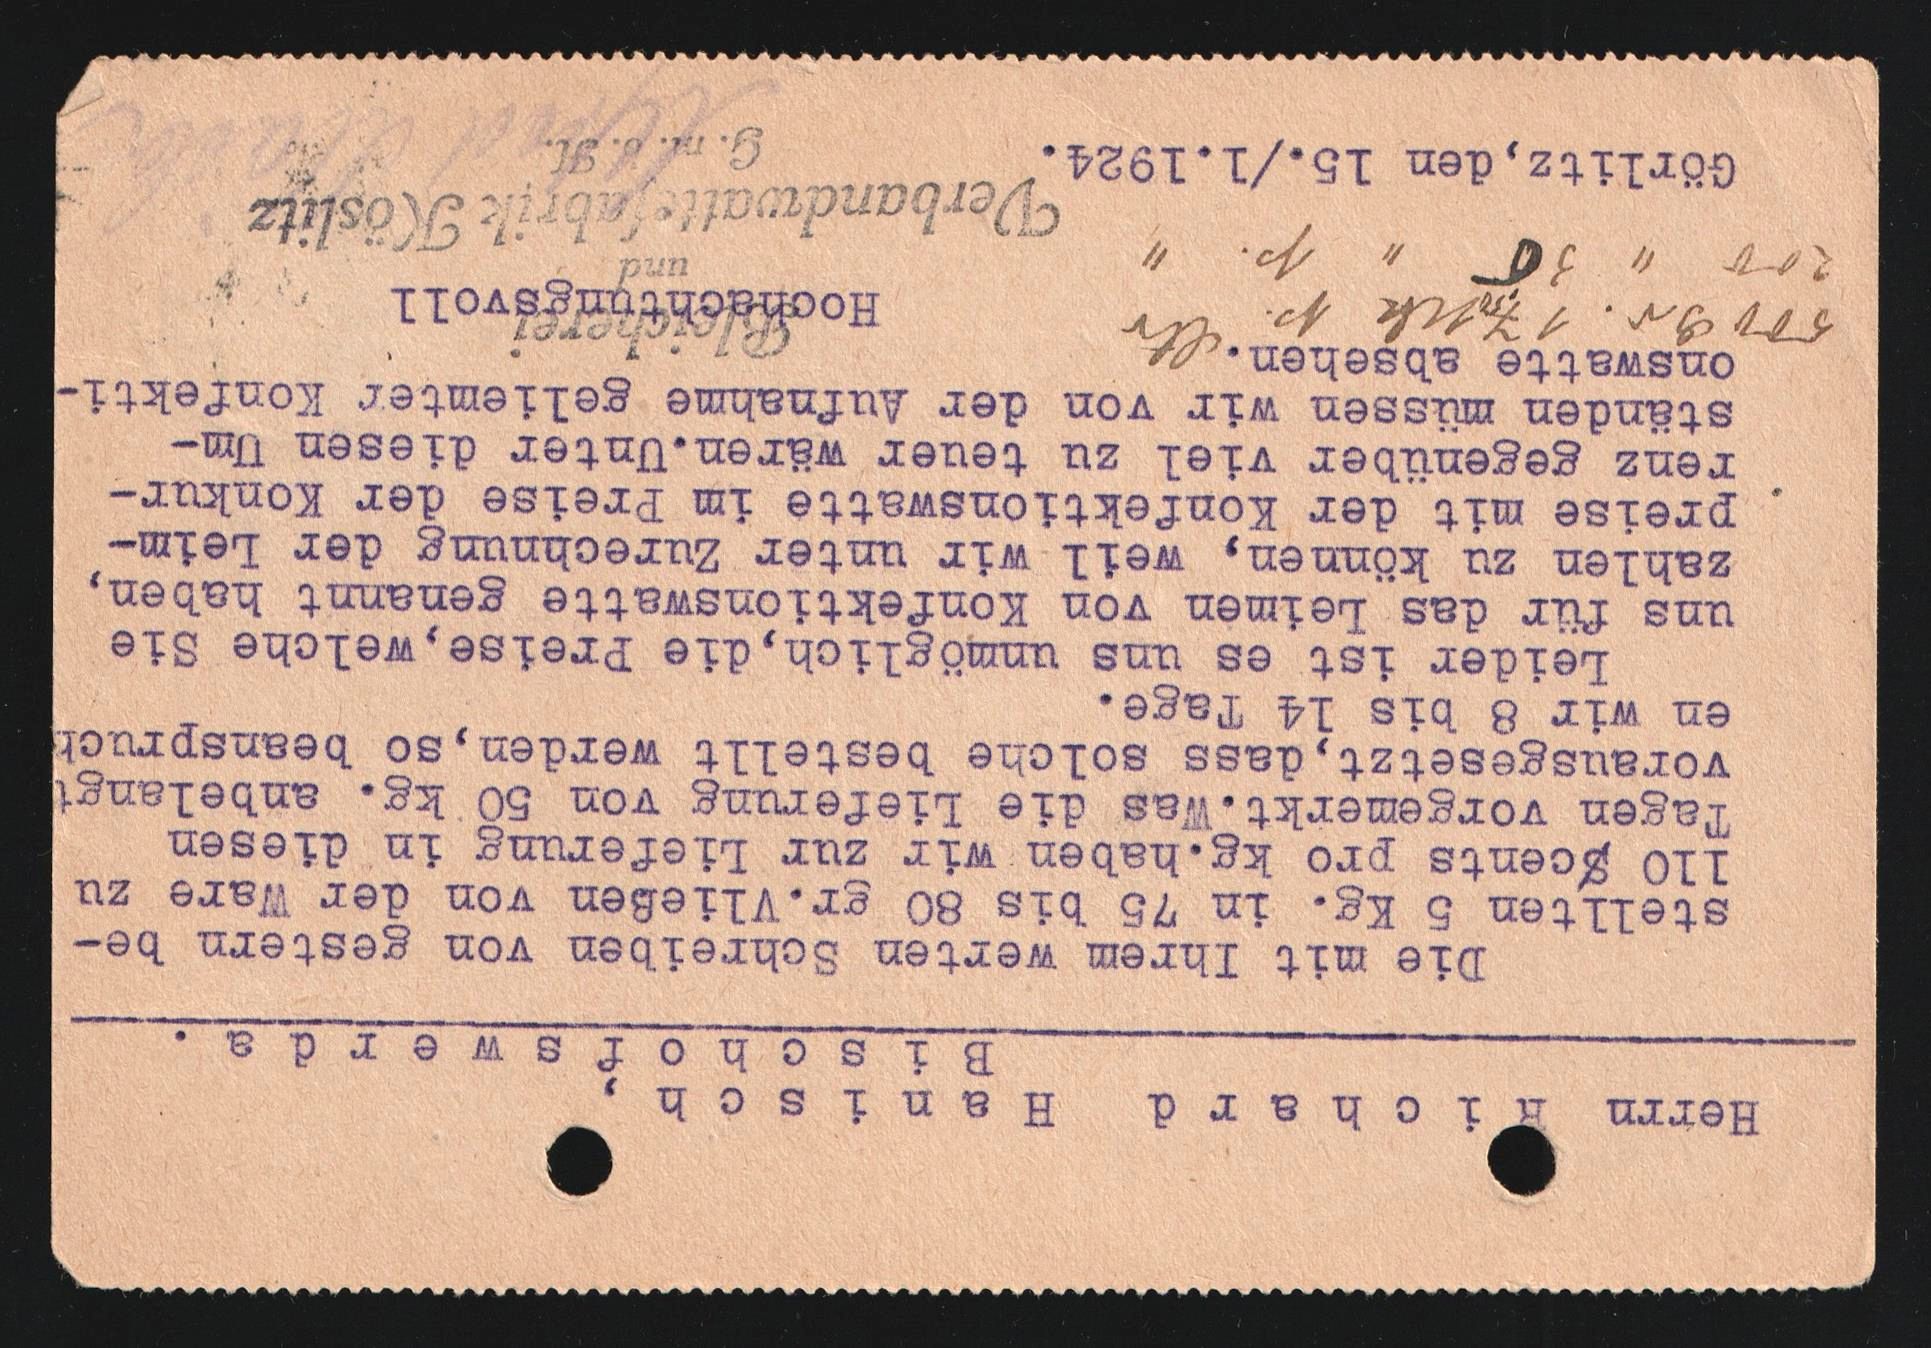 Herrn Richard Hanisch,
Bischofswerda.
Die mit Ihrem werten Schreiben von gestern be-
stellten 5 Kg. in 75 bis 80 gr.Vließen von der Ware zu
110 $cents pro kg.haben wir zur Lieferung in diesen
Tagen vorgemerkt.Was die Lieferung von 50 kg. anbelangt
vorausgesetzt,dass solche bestellt werden,so beanspruch
en wir 8 bis 14 Tage.
Leider ist es uns unmöglich,die Preise,welche Sie
uns für das Leimen von Konfektionswatte genannt haben,
zahlen zu können, weil wir unter Zurechnung der Leim-
preise mit der Konfektionswatte im Preise der Konkur-
renz gegenüber viel zu teuer wären.Unter diesen Um-
ständen müssen wir von der Aufnahme geliemter Konfekti-
onswatte absehen.
500 Gr. 17 p.
Hochachtungsvoll
200 " 30 " p. "
Bleicherei
und
Verbandwattefabrik Köslitz
G. m. b. H.
Görlitz,den 15./1.1924.